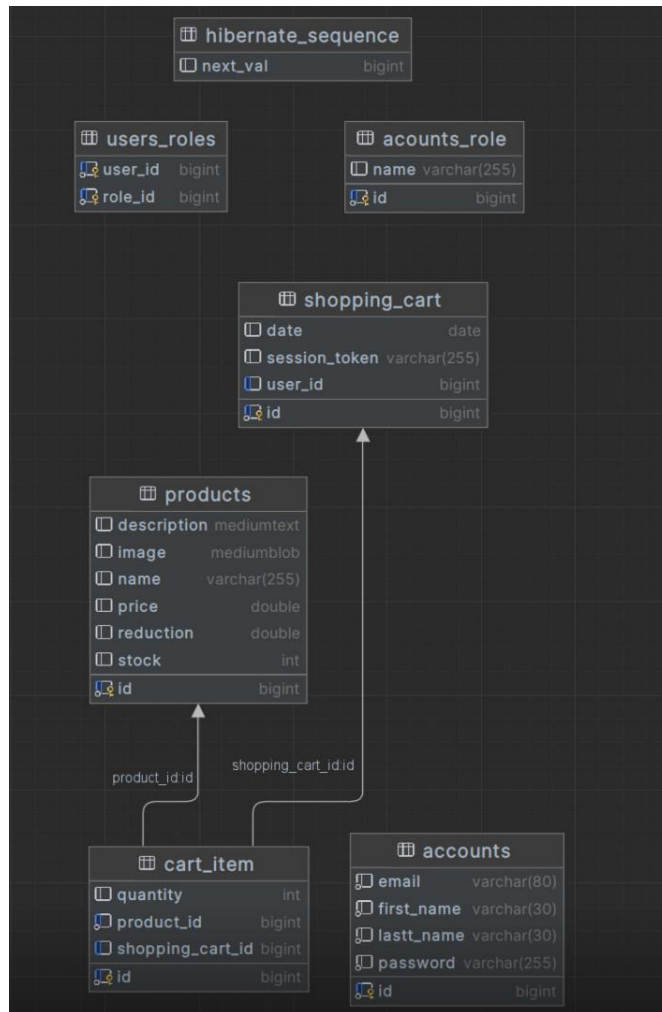 hibernate_sequence
next_val bigint
users_roles
user_id bigint
role_id bigint
acounts_role
name varchar(255)
id bigint
shopping_cart
date date
session_token varchar(255)
user_id bigint
id bigint
products
description mediumtext
image mediumblob
name varchar(255)
price double
reduction double
stock int
id bigint
product_id:id
shopping_cart_id:id
cart_item
quantity int
product_id bigint
shopping_cart_id bigint
id bigint
accounts
email varchar(80)
first_name varchar(30)
lastt_name varchar(30)
password varchar(255)
id bigint